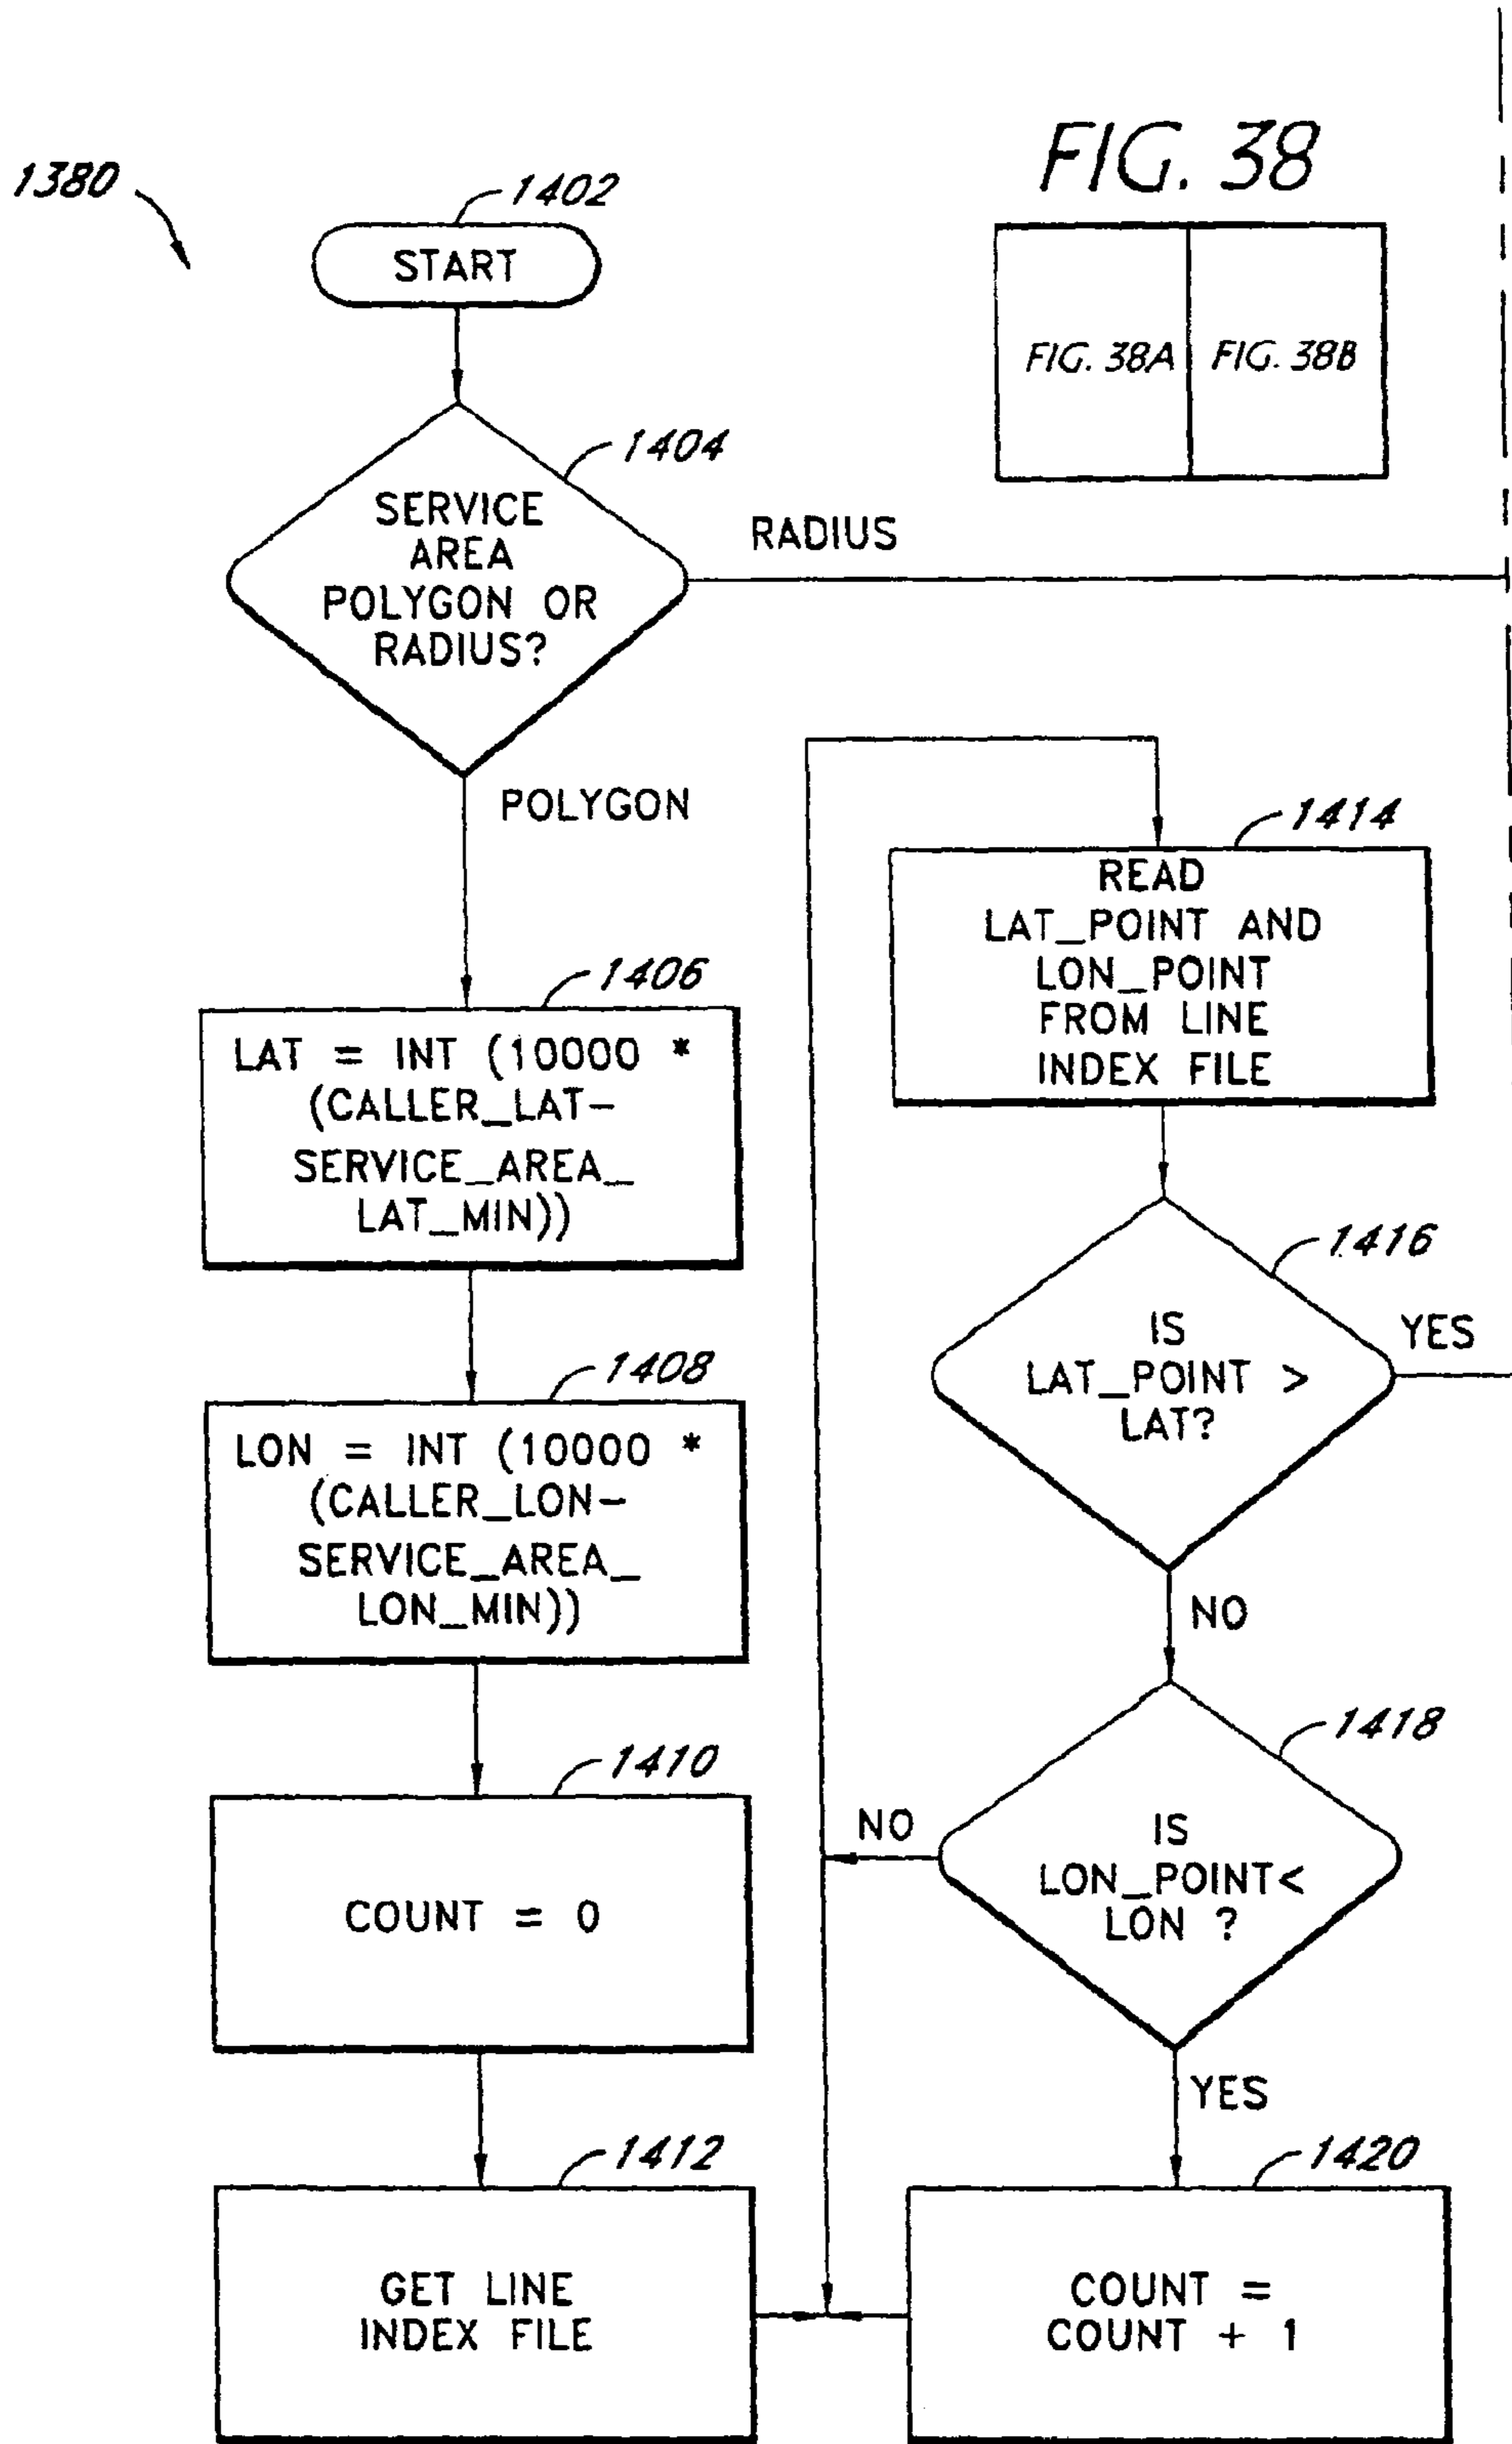 FIG. 38
1380
1402
START
FIG. 38A
FIG. 38B
1404
SERVICE
AREA
POLYGON OR
RADIUS?
RADIUS
POLYGON
1406
LAT = INT (10000 *
(CALLER_LAT-
SERVICE_AREA_
LAT_MIN))
1408
LON = INT (10000 *
(CALLER_LON-
SERVICE_AREA_
LON_MIN))
1410
COUNT = 0
1412
GET LINE
INDEX FILE
1414
READ
LAT_POINT AND
LON_POINT
FROM LINE
INDEX FILE
1416
IS
LAT_POINT >
LAT?
YES
NO
1418
IS
LON_POINT<
LON ?
NO
YES
1420
COUNT =
COUNT + 1